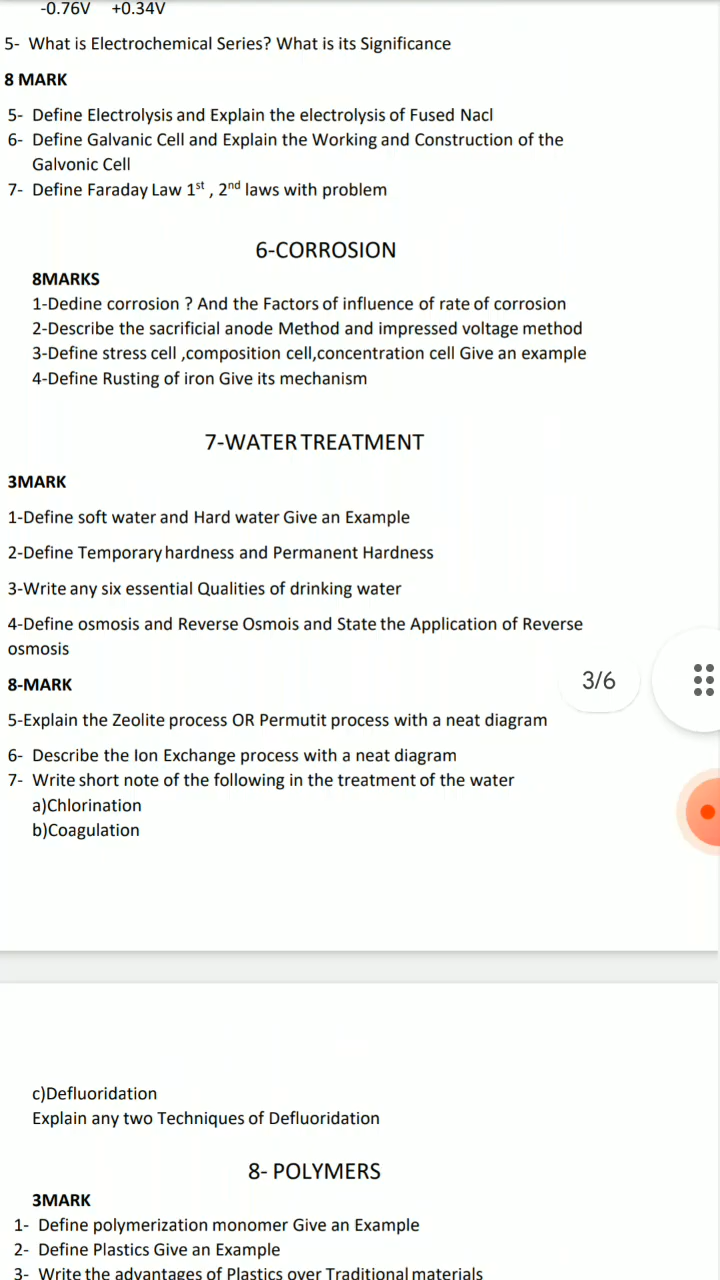 -0.76V +0.34V
5- What is Electrochemical Series? What is its Significance
8 MARK
5- Define Electrolysis and Explain the electrolysis of Fused Nacl
6- Define Galvanic Cell and Explain the Working and Construction of the
Galvonic Cell
7- Define Faraday Law 1st , 2nd laws with problem
6-CORROSION
8MARKS
1-Dedine corrosion ? And the Factors of influence of rate of corrosion
2-Describe the sacrificial anode Method and impressed voltage method
3-Define stress cell ,composition cell,concentration cell Give an example
4-Define Rusting of iron Give its mechanism
7-WATER TREATMENT
3MARK
1-Define soft water and Hard water Give an Example
2-Define Temporary hardness and Permanent Hardness
3-Write any six essential Qualities of drinking water
4-Define osmosis and Reverse Osmois and State the Application of Reverse
osmosis
3/6
8-MARK
5-Explain the Zeolite process OR Permutit process with a neat diagram
6- Describe the Ion Exchange process with a neat diagram
7- Write short note of the following in the treatment of the water
a)Chlorination
b)Coagulation
c)Defluoridation
Explain any two Techniques of Defluoridation
8- POLYMERS
3MARK
1- Define polymerization monomer Give an Example
2- Define Plastics Give an Example
3- Write the advantages of Plastics over Traditional materials